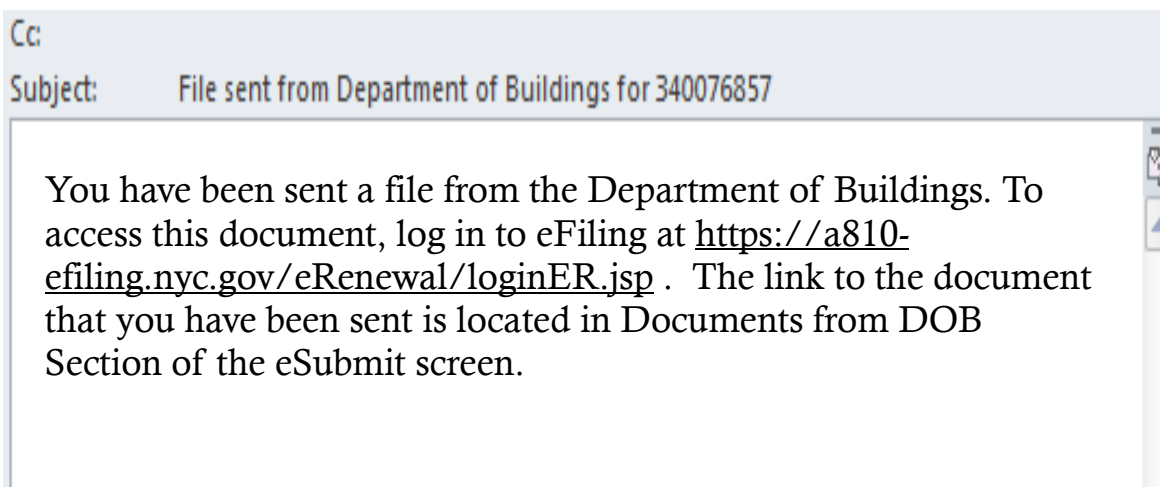 Cc:
Subject: File sent from Department of Buildings for 340076857
You have been sent a file from the Department of Buildings. To
access this document, log in to eFiling at https://a810-
efiling.nyc.gov/eRenewal/loginER.jsp . The link to the document
that you have been sent is located in Documents from DOB
Section of the eSubmit screen.